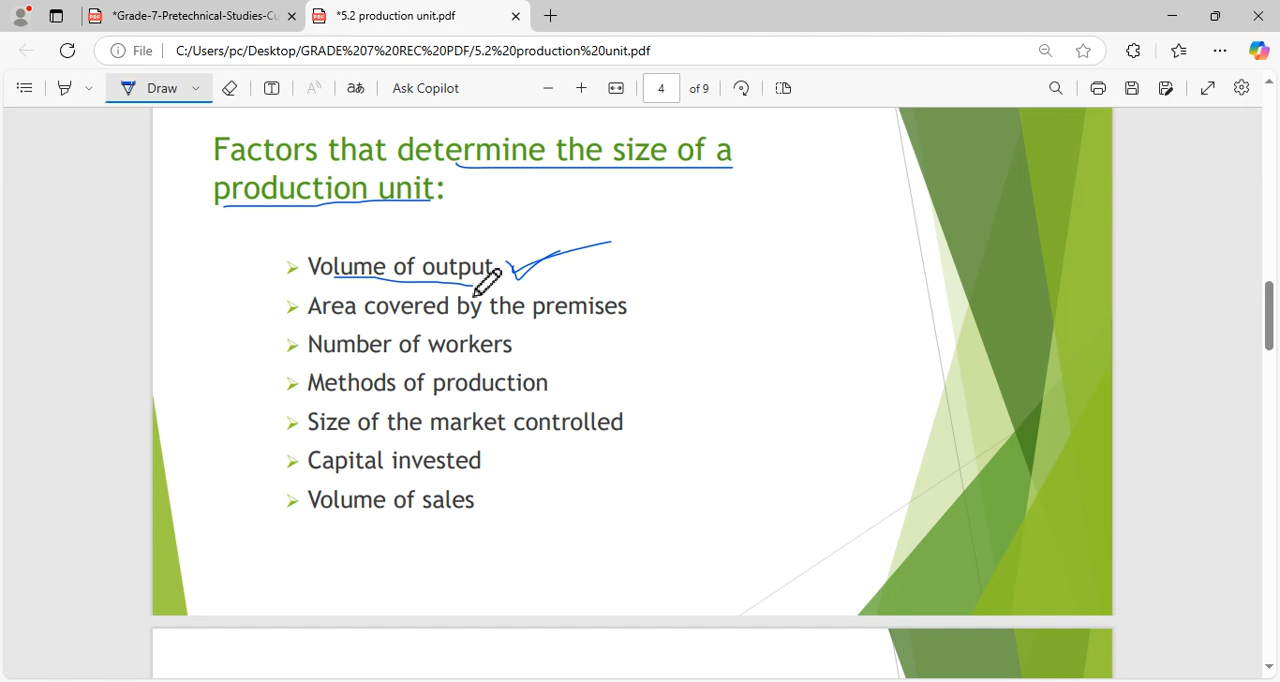 *Grade-7-Pretechnical-Studies-Cu
*5.2 production unit.pdf
File
C:/Users/pc/Desktop/GRADE%207%20REC%20PDF/5.2%20production%20unit.pdf
Draw
Ask Copilot
4 of 9
Factors that determine the size of a
production unit:
Volume of output
Area covered by the premises
Number of workers
Methods of production
Size of the market controlled
Capital invested
Volume of sales